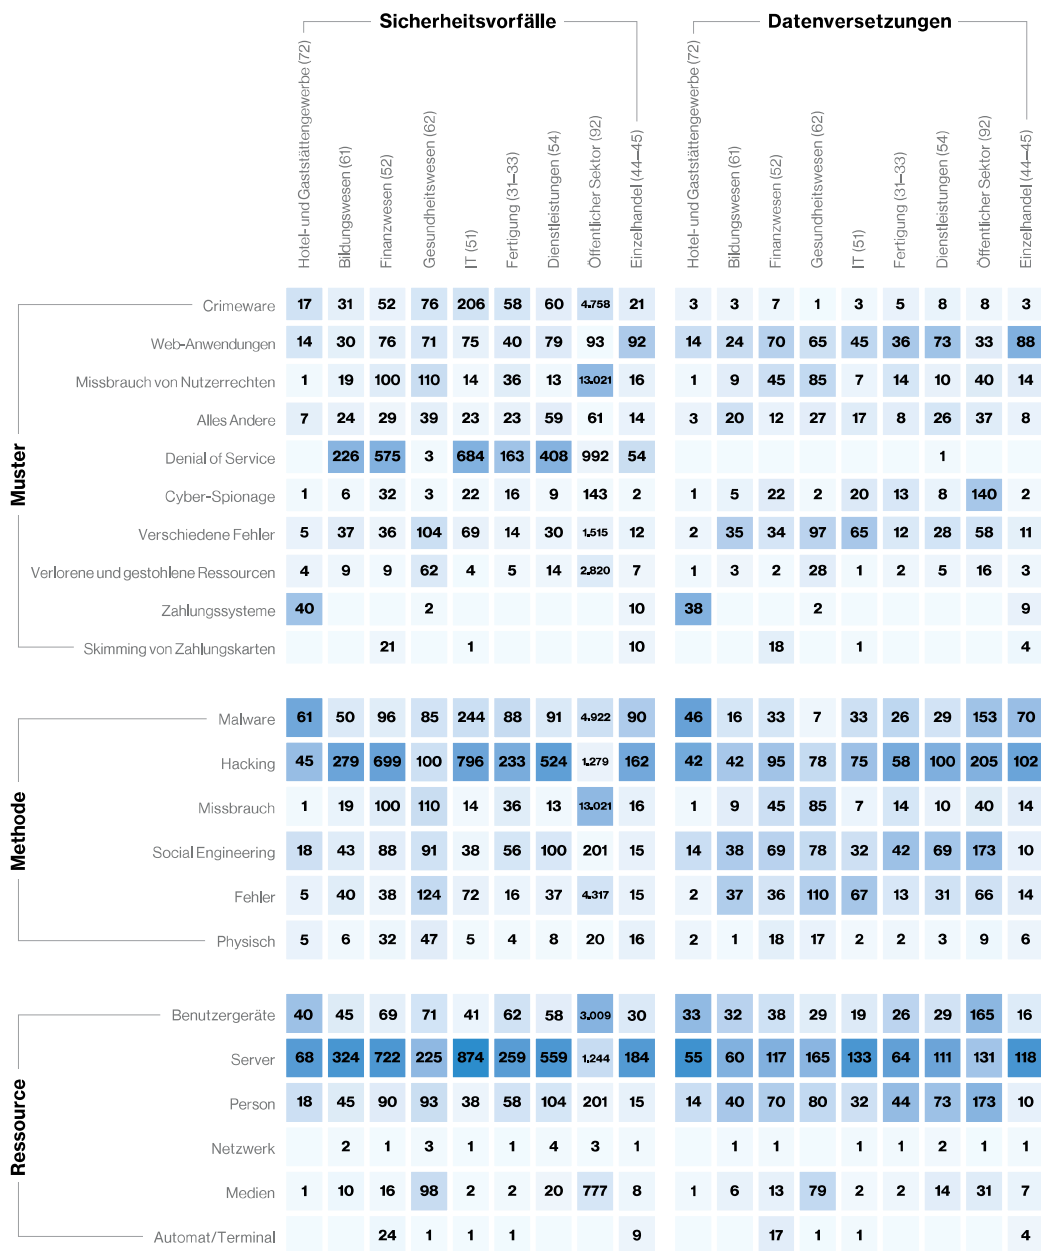 Sicherheitsvorfälle Datenversetzungen
Hotel- und Gaststättengewerbe (72) Bildungswesen (61) Finanzwesen (52) Gesundheitswesen (62) IT (51) Fertigung (31–33) Dienstleistungen (54) Öffentlicher Sektor (92) Einzelhandel (44–45) Hotel- und Gaststättengewerbe (72) Bildungswesen (61) Finanzwesen (52) Gesundheitswesen (62) IT (51) Fertigung (31–33) Dienstleistungen (54) Öffentlicher Sektor (92) Einzelhandel (44–45)
Muster
Crimeware 17 31 52 76 206 58 60 4.758 21 3 3 7 1 3 5 8 8 3
Web-Anwendungen 14 30 76 71 75 40 79 93 92 14 24 70 65 45 36 73 33 88
Missbrauch von Nutzerrechten 1 19 100 110 14 36 13 13.021 16 1 9 45 85 7 14 10 40 14
Alles Andere 7 24 29 39 23 23 59 61 14 3 20 12 27 17 8 26 37 8
Denial of Service 226 575 3 684 163 408 992 54 1
Cyber-Spionage 1 6 32 3 22 16 9 143 2 1 5 22 2 20 13 8 140 2
Verschiedene Fehler 5 37 36 104 69 14 30 1.515 12 2 35 34 97 65 12 28 58 11
Verlorene und gestohlene Ressourcen 4 9 9 62 4 5 14 2.820 7 1 3 2 28 1 2 5 16 3
Zahlungssysteme 40 2 10 38 2 9
Skimming von Zahlungskarten 21 1 10 18 1 4
Methode
Malware 61 50 96 85 244 88 91 4.922 90 46 16 33 7 33 26 29 153 70
Hacking 45 279 699 100 796 233 524 1.279 162 42 42 95 78 75 58 100 205 102
Missbrauch 1 19 100 110 14 36 13 13.021 16 1 9 45 85 7 14 10 40 14
Social Engineering 18 43 88 91 38 56 100 201 15 14 38 69 78 32 42 69 173 10
Fehler 5 40 38 124 72 16 37 4.317 15 2 37 36 110 67 13 31 66 14
Physisch 5 6 32 47 5 4 8 20 16 2 1 18 17 2 2 3 9 6
Ressource
Benutzergeräte 40 45 69 71 41 62 58 3.009 30 33 32 38 29 19 26 29 165 16
Server 68 324 722 225 874 259 559 1,244 184 55 60 117 165 133 64 111 131 118
Person 18 45 90 93 38 58 104 201 15 14 40 70 80 32 44 73 173 10
Netzwerk 2 1 3 1 1 4 3 1 1 1 1 1 2 1 1
Medien 1 10 16 98 2 2 20 777 8 1 6 13 79 2 2 14 31 7
Automat/Terminal 24 1 1 1 9 17 1 1 4